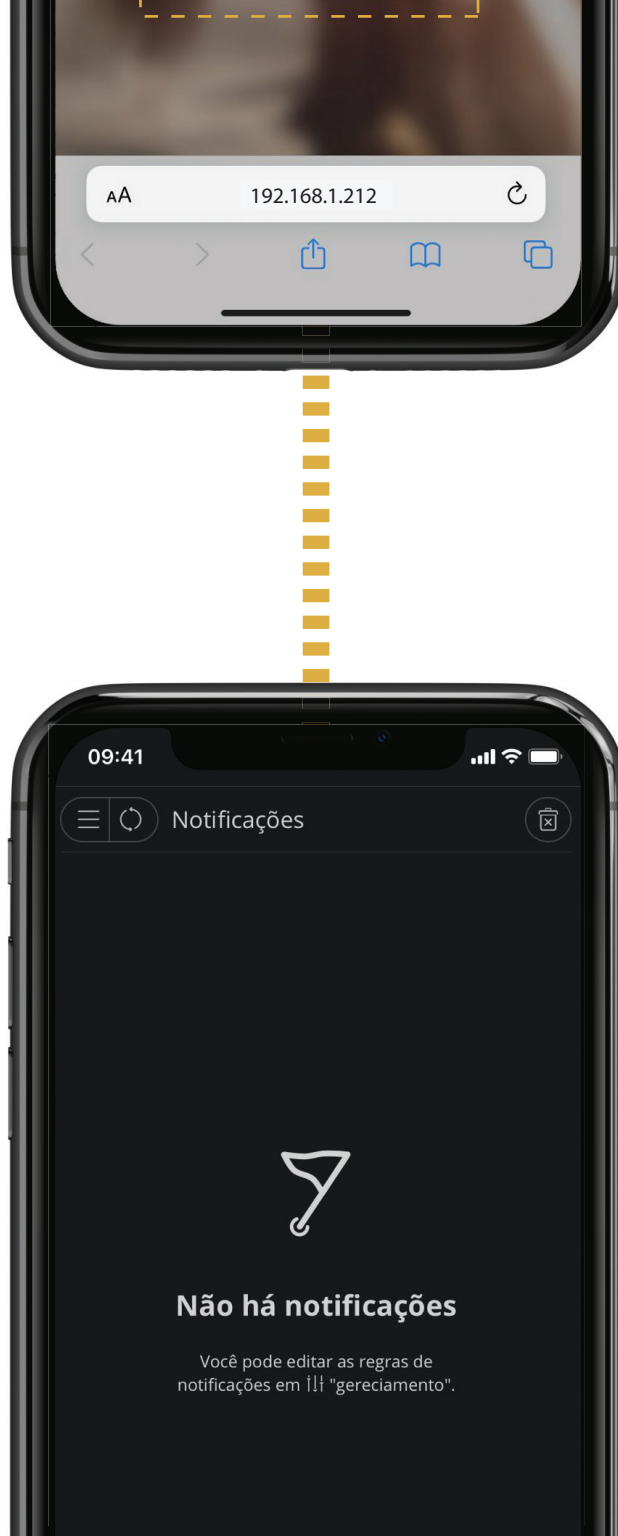 AA
192.168.1.212
09:41
Notificações
Não há notificações
Você pode editar as regras de
notificações em "gereciamento".